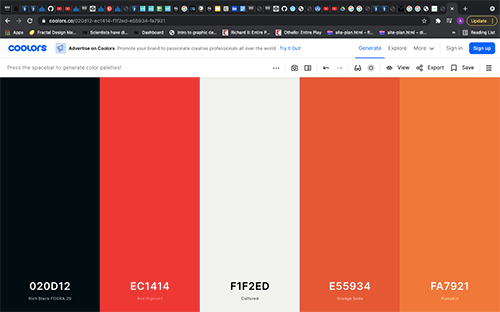 coolors.co/020d12-ec1414-f1f2ed-e55934-fa7921
Update
Apps
Fractal Design Me...
Scientists have di...
Dashboard
Intro to graphic de...
Richard II: Entire P...
Othello: Entire Play
site-plan.html – fl...
site-plan.html – di...
Reading List
coolors
Advertise on Coolors Promote your brand to passionate creative professionals all over the world. Try It Out!
Generate
Explore
More
Sign in
Sign up
Press the spacebar to generate color palettes!
View
Export
Save
020D12
Rich Black FOGRA 29
EC1414
Red Pigment
F1F2ED
Cultured
E55934
Orange Soda
FA7921
Pumpkin